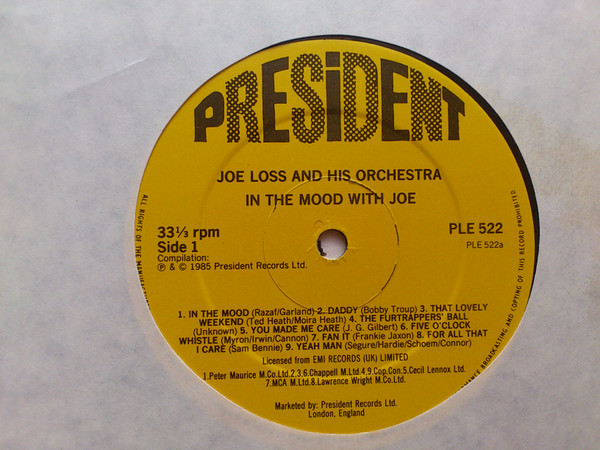 PRESiDENT
JOE LOSS AND HIS ORCHESTRA
IN THE MOOD WITH JOE
33⅓ rpm
Side 1
Compilation:
℗ & © 1985 President Records Ltd.
PLE 522
PLE 522a
1. IN THE MOOD (Razaf/Garland) 2. DADDY (Bobby Troup) 3. THAT LOVELY
WEEKEND (Ted Heath/Moira Heath) 4. THE FURTRAPPERS' BALL
(Unknown) 5. YOU MADE ME CARE (J. G. Gilbert) 6. FIVE O'CLOCK
WHISTLE (Myron/Irwin/Cannon) 7. FAN IT (Frankie Jaxon) 8. FOR ALL THAT
I CARE (Sam Bennie) 9. YEAH MAN (Segure/Hardie/Schoem/Connor)
Licensed from EMI RECORDS (UK) LIMITED
1.Peter Maurice M.Co.Ltd.2,3,6.Chappell M.Ltd.4,9.Cop.Con.5.Cecil Lennox Ltd.
7.MCA M.Ltd.8.Lawrence Wright M.Co.Ltd.
Marketed by: President Records Ltd.
London, England
ALL RIGHTS OF THE
BROADCASTING AND COPYING OF THIS RECORD PROHIBITED